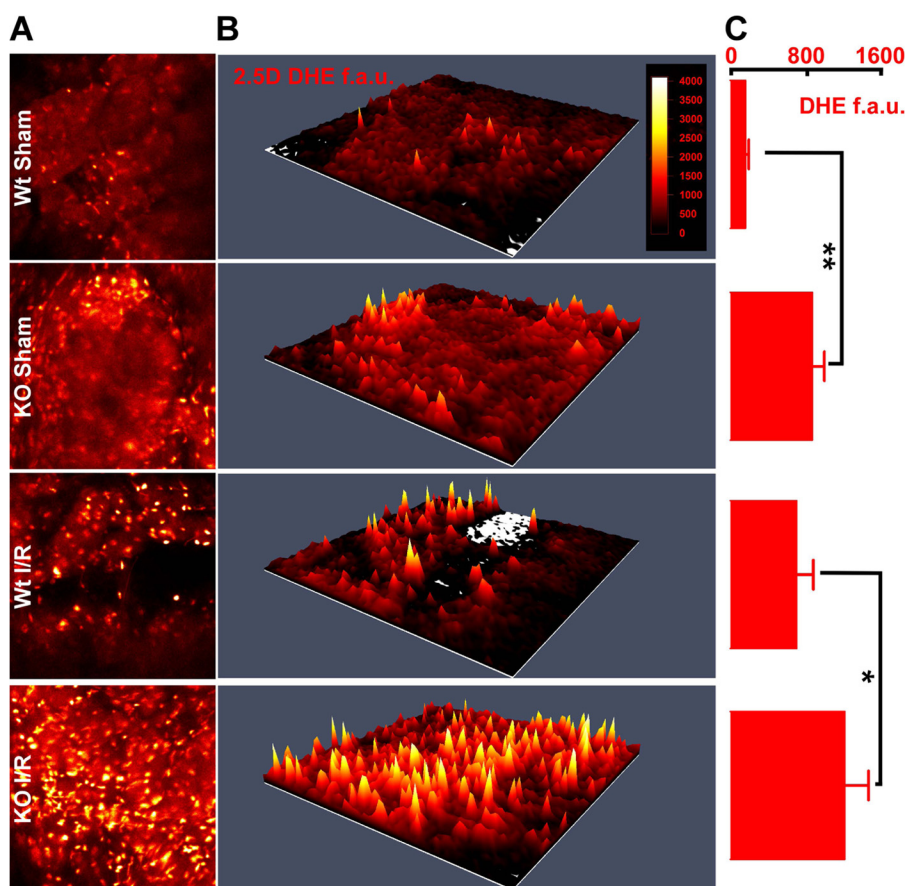 A
B
C
Wt Sham
KO Sham
Wt I/R
KO I/R
2.5D DHE f.a.u.
4000
3500
3000
2500
2000
1500
1000
500
0
0 800 1600
DHE f.a.u.
**
*